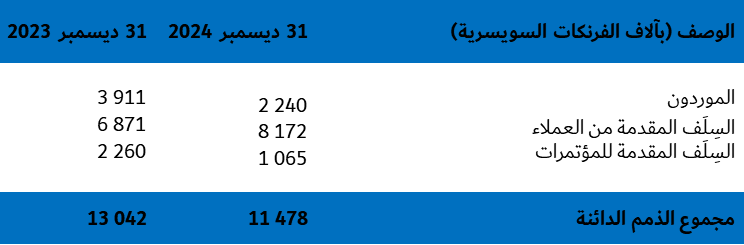 الوصف (بآلاف الفرنكات السويسرية) 31 ديسمبر 2024 31 ديسمبر 2023
الموردون 2 240 3 911
السِلَف المقدمة من العملاء 8 172 6 871
السِلَف المقدمة للمؤتمرات 1 065 2 260
مجموع الذمم الدائنة 11 478 13 042